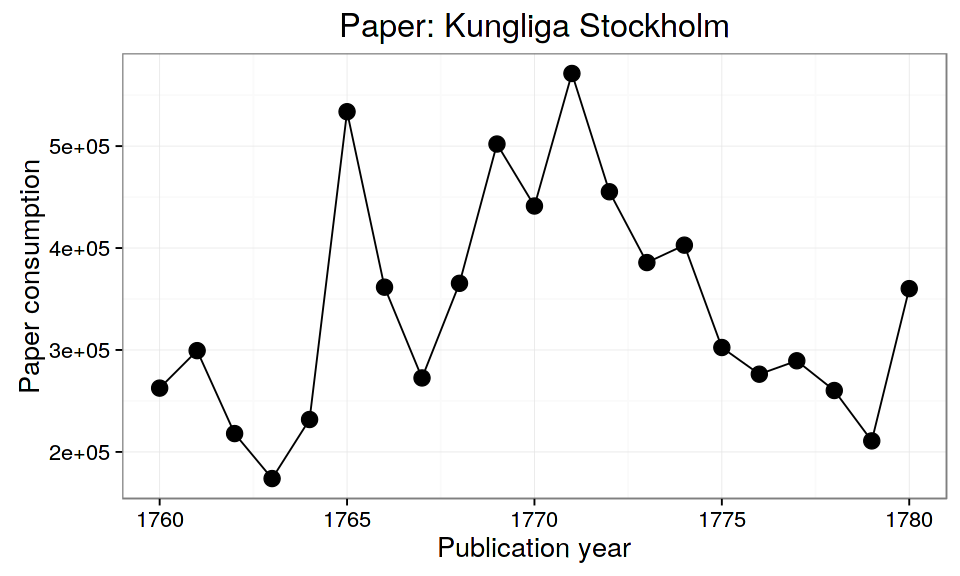 Paper: Kungliga Stockholm
Paper consumption
5e+05
4e+05
3e+05
2e+05
1760 1765 1770 1775 1780
Publication year